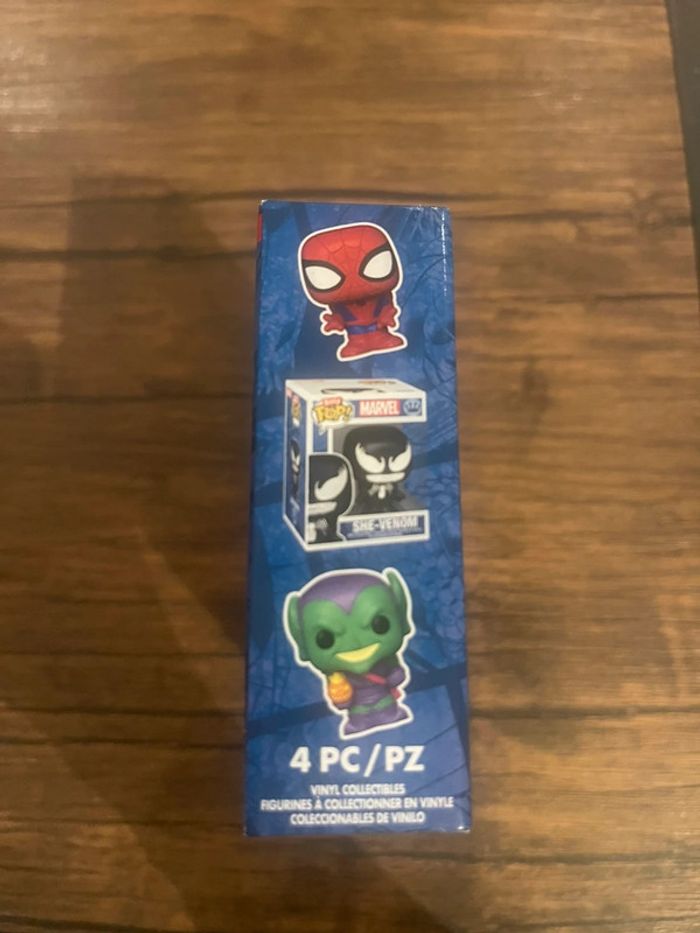 POP!
MARVEL
SHE-VENOM
4 PC/PZ
VINYL COLLECTIBLES
FIGURINES À COLLECTIONNER EN VINYLE
COLECCIONABLES DE VINILO